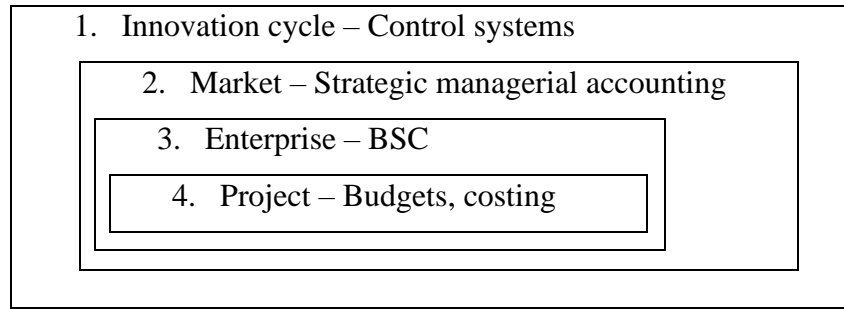 1. Innovation cycle – Control systems
2. Market – Strategic managerial accounting
3. Enterprise – BSC
4. Project – Budgets, costing